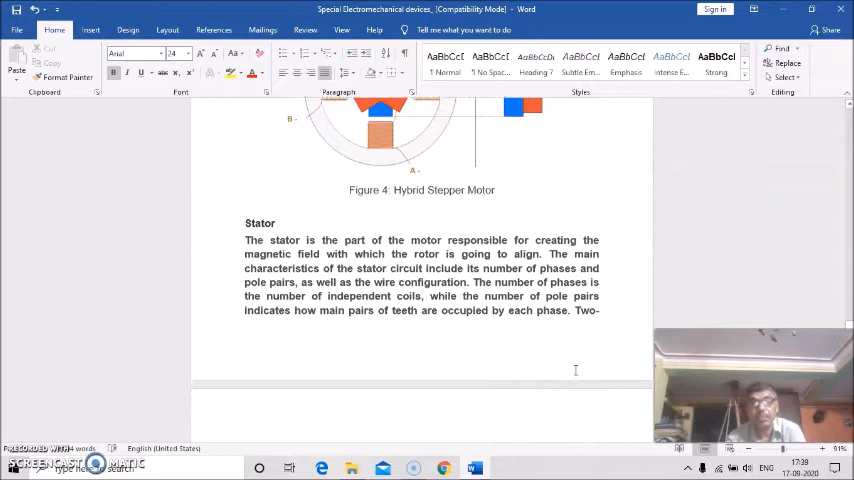 Special Electromechanical devices_ [Compatibility Mode] - Word
Sign in
File Home Insert Design Layout References Mailings Review View Help Tell me what you want to do Share
Paste
Cut
Copy
Format Painter
Clipboard
Arial 24
Font
Paragraph
AaBbCcI AaBbCcI AaBbCcD AaBbCcI AaBbCcI AaBbCcI AaBbCcI
¶ Normal ¶ No Spac... Heading 7 Subtle Em... Emphasis Intense E... Strong
Styles
Find
Replace
Select
Editing
B -
A -
Figure 4: Hybrid Stepper Motor
Stator
The stator is the part of the motor responsible for creating the
magnetic field with which the rotor is going to align. The main
characteristics of the stator circuit include its number of phases and
pole pairs, as well as the wire configuration. The number of phases is
the number of independent coils, while the number of pole pairs
indicates how main pairs of teeth are occupied by each phase. Two-
words English (United States) 91%
RECORDED WITH
SCREENCAST MATIC
here to search
ENG
17:39
17-09-2020